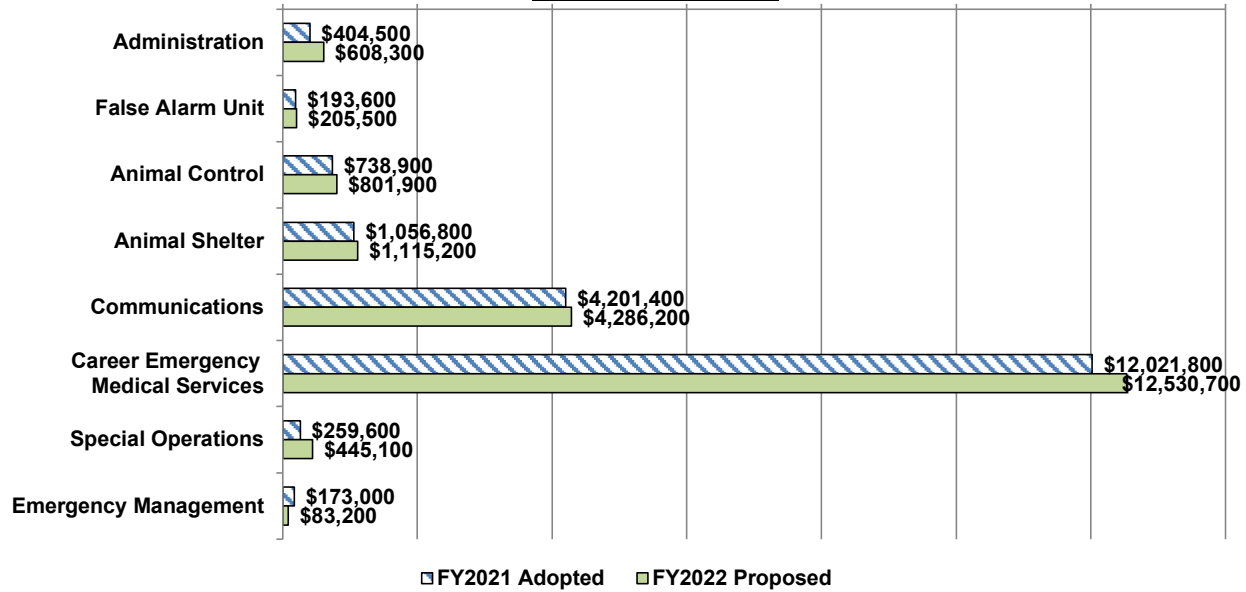 Administration
$404,500
$608,300
False Alarm Unit
$193,600
$205,500
Animal Control
$738,900
$801,900
Animal Shelter
$1,056,800
$1,115,200
Communications
$4,201,400
$4,286,200
Career Emergency
Medical Services
$12,021,800
$12,530,700
Special Operations
$259,600
$445,100
Emergency Management
$173,000
$83,200
FY2021 Adopted FY2022 Proposed